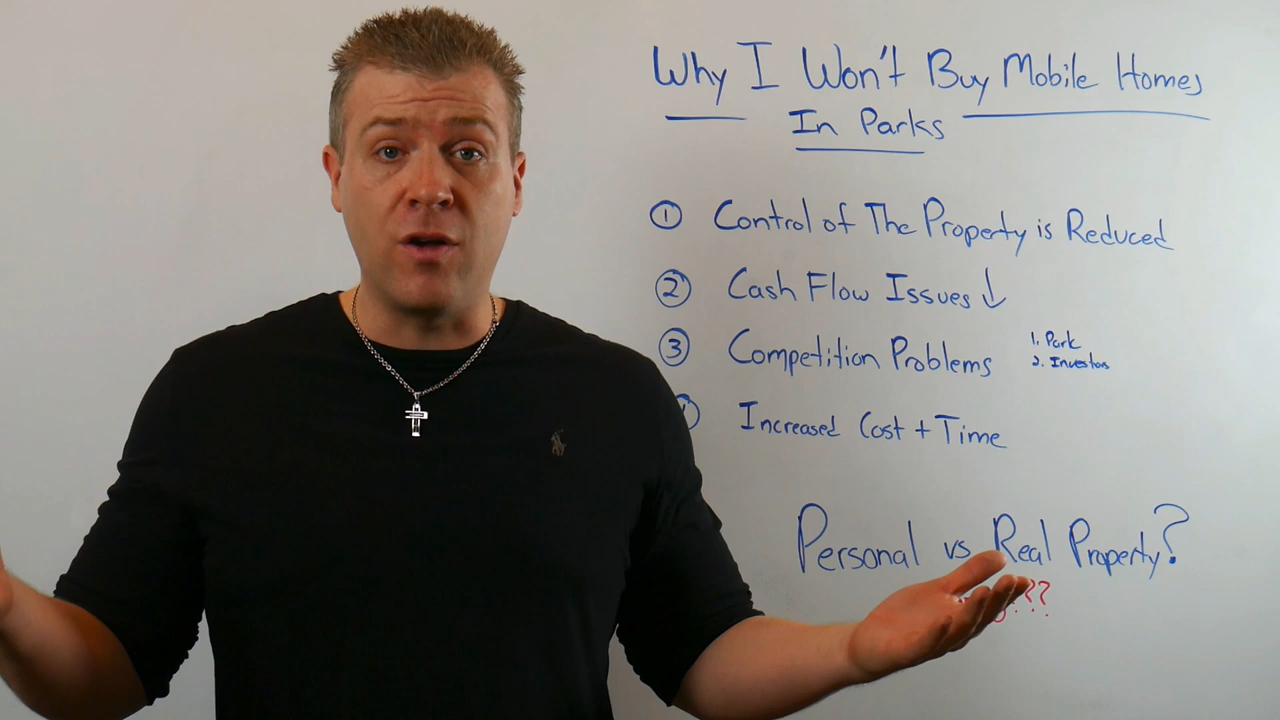 Why I Won't Buy Mobile Homes
In Parks
① Control of The Property is Reduced
② Cash Flow Issues ↓
③ Competition Problems
1. Park
2. Investors
Increased Cost + Time
Personal vs Real Property?
??